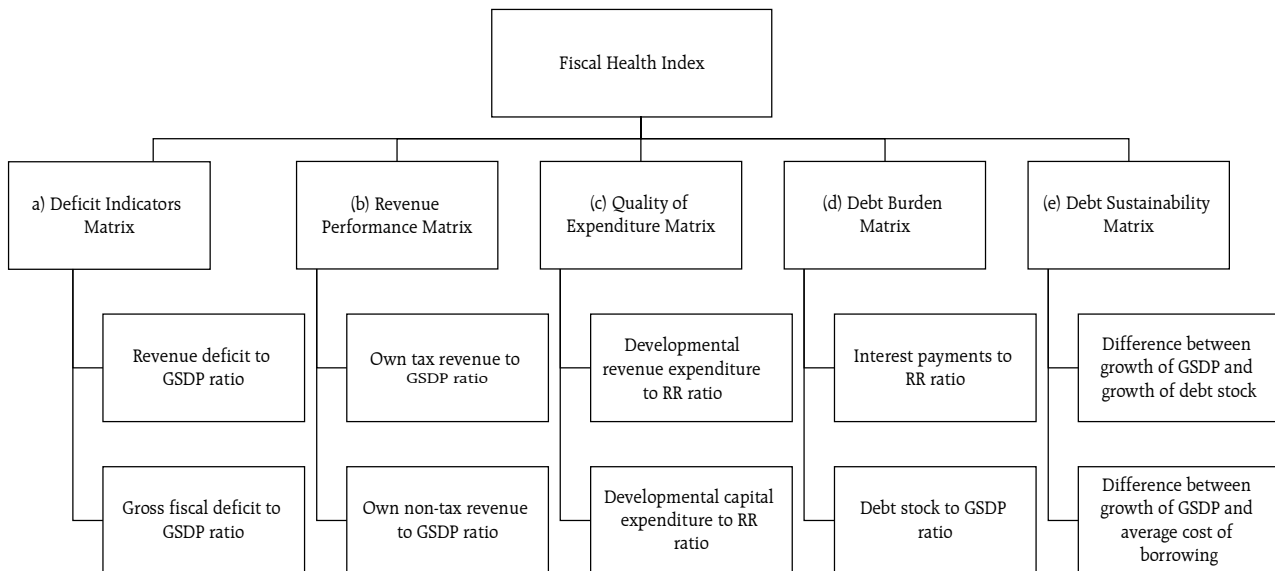 Fiscal Health Index
a) Deficit Indicators
Matrix
(b) Revenue
Performance Matrix
(c) Quality of
Expenditure Matrix
(d) Debt Burden
Matrix
(e) Debt Sustainability
Matrix
Revenue deficit to
GSDP ratio
Own tax revenue to
GSDP ratio
Developmental
revenue expenditure
to RR ratio
Interest payments to
RR ratio
Difference between
growth of GSDP and
growth of debt stock
Gross fiscal deficit to
GSDP ratio
Own non-tax revenue
to GSDP ratio
Developmental capital
expenditure to RR
ratio
Debt stock to GSDP
ratio
Difference between
growth of GSDP and
average cost of
borrowing